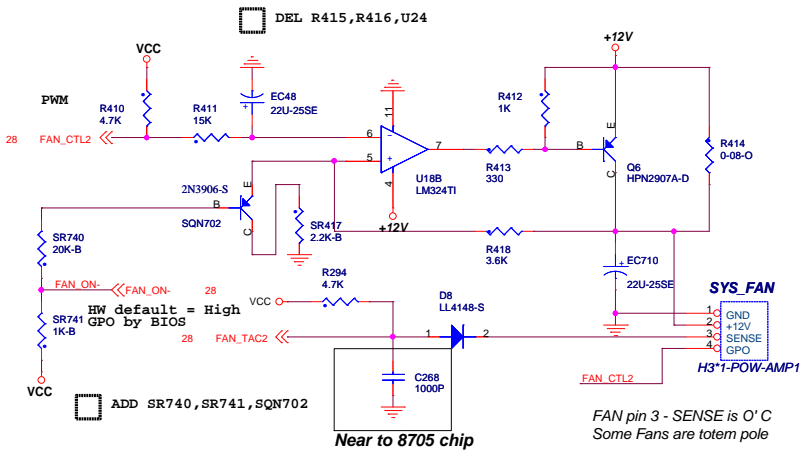 DEL R415,R416,U24
VCC
+12V
PWM
R410
4.7K
R411
15K
EC48
22U-25SE
11
R412
1K
28 FAN_CTL2
6
5
7
4
U18B
LM324TI
+12V
R413
330
B
E
C
Q6
HPN2907A-D
R414
0-08-O
2N3906-S
B
E
C
SQN702
SR417
2.2K-B
R418
3.6K
EC710
22U-25SE
SR740
20K-B
FAN_ON-
FAN_ON-
28
SR741
1K-B
VCC
HW default = High
GPO by BIOS
VCC
R294
4.7K
D8
LL4148-S
28 FAN_TAC2
1
2
C268
1000P
Near to 8705 chip
SYS_FAN
1 GND
2 +12V
3 SENSE
4 GPO
H3*1-POW-AMP1
FAN_CTL2
ADD SR740,SR741,SQN702
FAN pin 3 - SENSE is O' C
Some Fans are totem pole